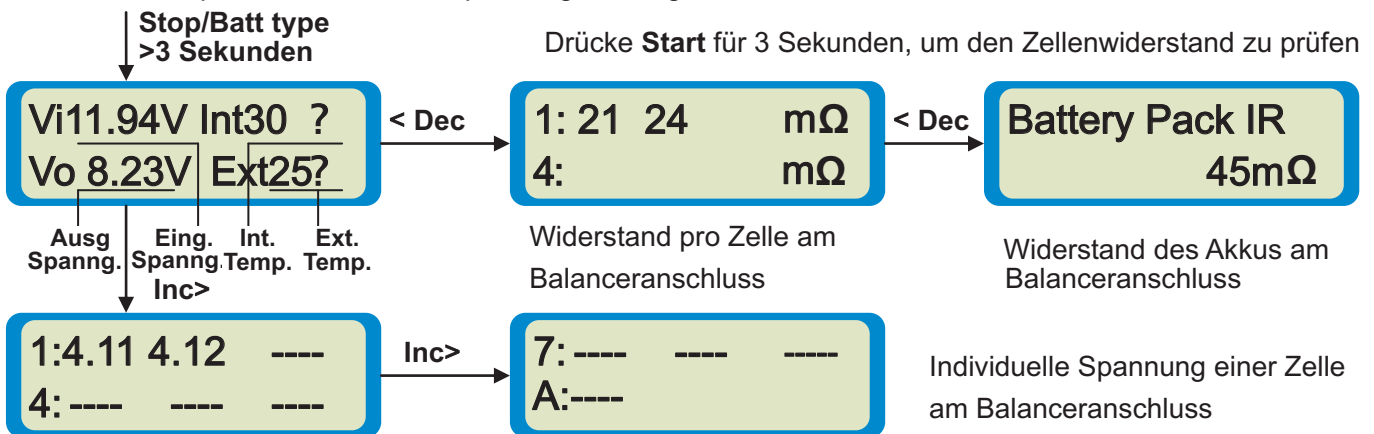 Stop/Batt type
>3 Sekunden
Drücke Start für 3 Sekunden, um den Zellenwiderstand zu prüfen
Vi11.94V Int30 ?
Vo 8.23V Ext25?
< Dec
1: 21 24 mΩ
4: mΩ
< Dec
Battery Pack IR
45mΩ
Ausg Spanng.
Eing. Spanng.
Int. Temp.
Ext. Temp.
Widerstand pro Zelle am
Balanceranschluss
Widerstand des Akkus am
Balanceranschluss
Inc>
1:4.11 4.12 ----
4: ---- ---- ----
Inc>
7: ---- ---- -----
A:----
Individuelle Spannung einer Zelle
am Balanceranschluss